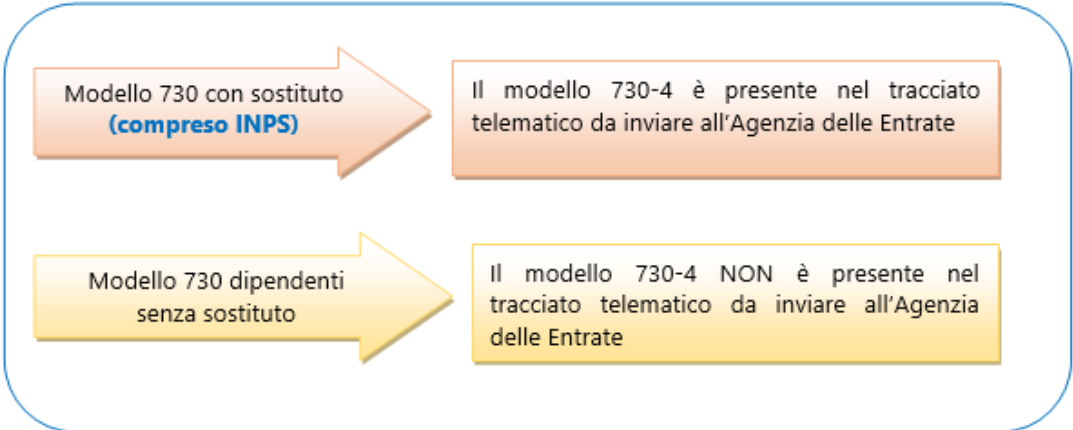 Modello 730 con sostituto
(compreso INPS)
Il modello 730-4 è presente nel tracciato
telematico da inviare all'Agenzia delle Entrate
Modello 730 dipendenti
senza sostituto
Il modello 730-4 NON è presente nel
tracciato telematico da inviare all'Agenzia
delle Entrate